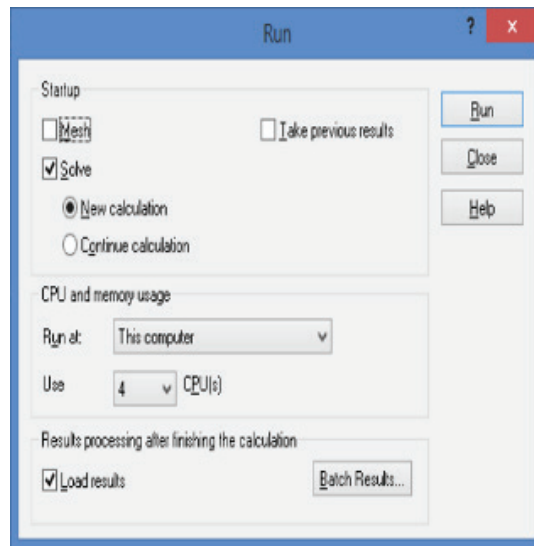 Run
? x
Startup
Mesh
Take previous results
Run
Solve
Close
New calculation
Help
Continue calculation
CPU and memory usage
Run at: This computer
Use 4 CPU(s)
Results processing after finishing the calculation
Load results
Batch Results...